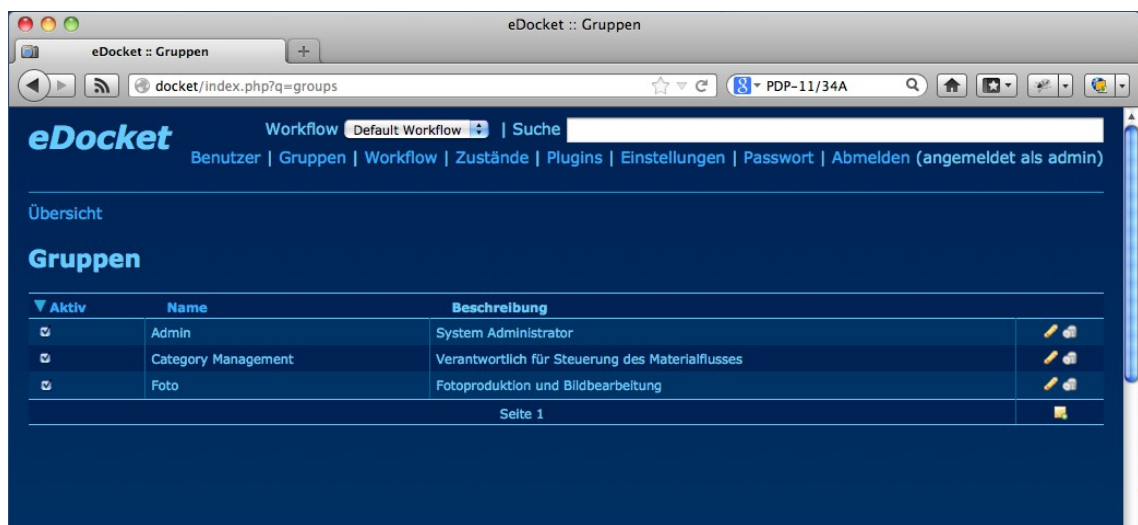 eDocket :: Gruppen
eDocket :: Gruppen
docket/index.php?q=groups
PDP-11/34A
eDocket
Workflow Default Workflow | Suche
Benutzer | Gruppen | Workflow | Zustände | Plugins | Einstellungen | Passwort | Abmelden (angemeldet als admin)
Übersicht
Gruppen
Aktiv Name Beschreibung
Admin System Administrator
Category Management Verantwortlich für Steuerung des Materialflusses
Foto Fotoproduktion und Bildbearbeitung
Seite 1